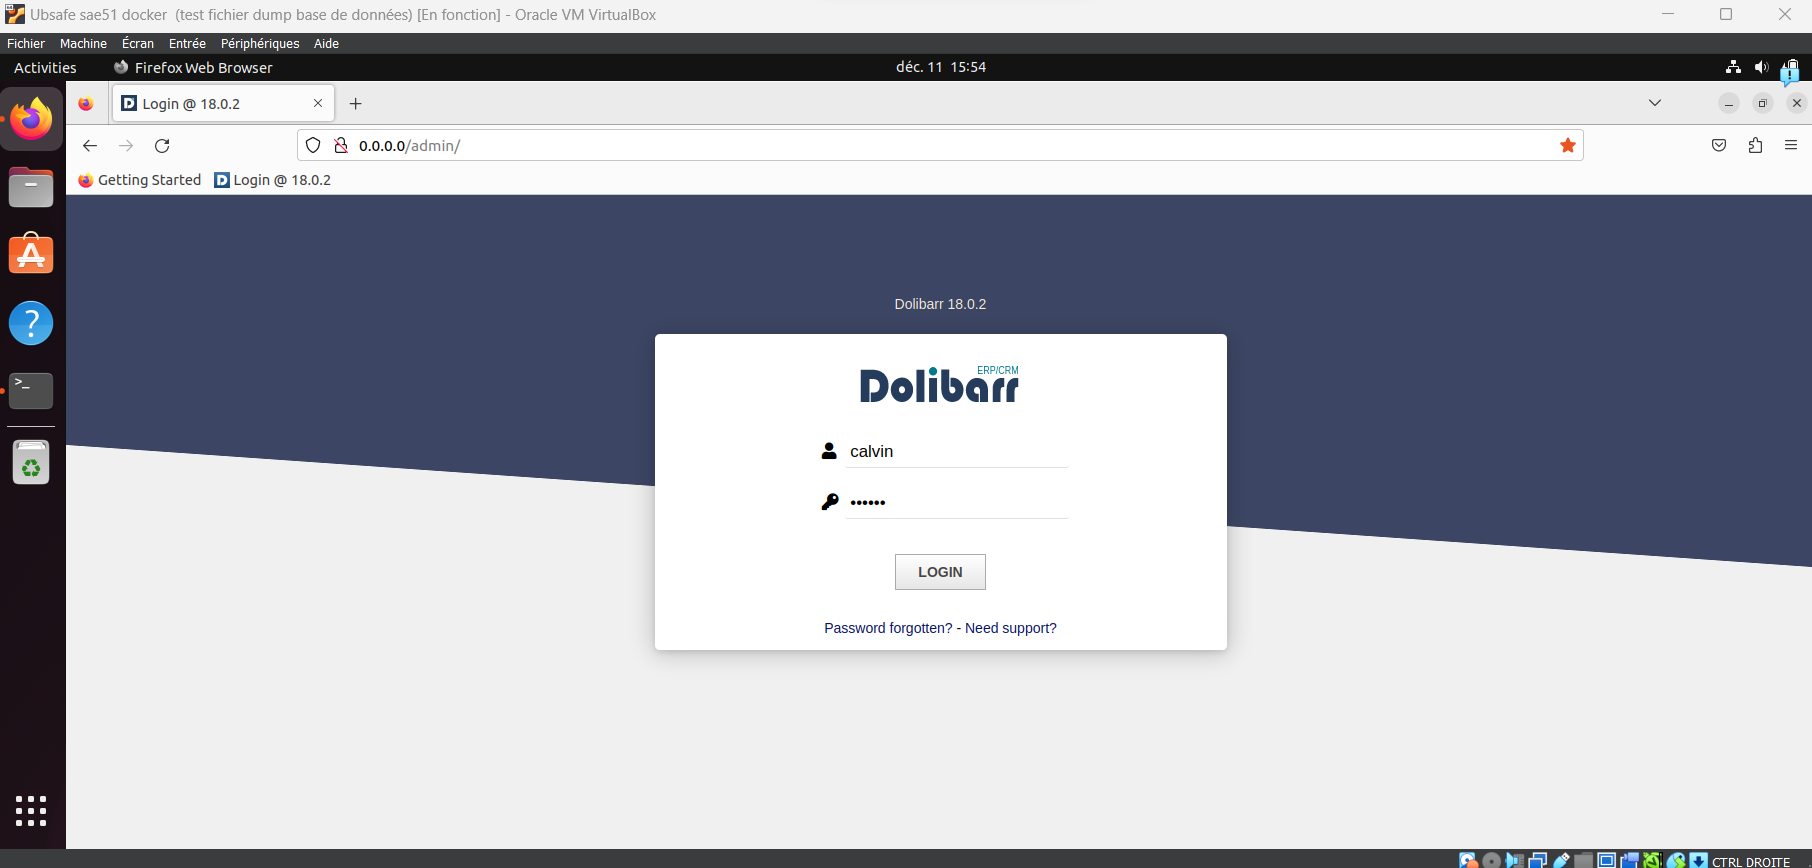 Ubsafe sae51 docker  (test fichier dump base de données) [En fonction] - Oracle VM VirtualBox
Fichier Machine Écran Entrée Périphériques Aide
Activities Firefox Web Browser déc. 11 15:54
Login @ 18.0.2
0.0.0.0/admin/
Getting Started Login @ 18.0.2
Dolibarr 18.0.2
ERP/CRM
Dolibarr
calvin
••••••
LOGIN
Password forgotten? - Need support?
CTRL DROITE